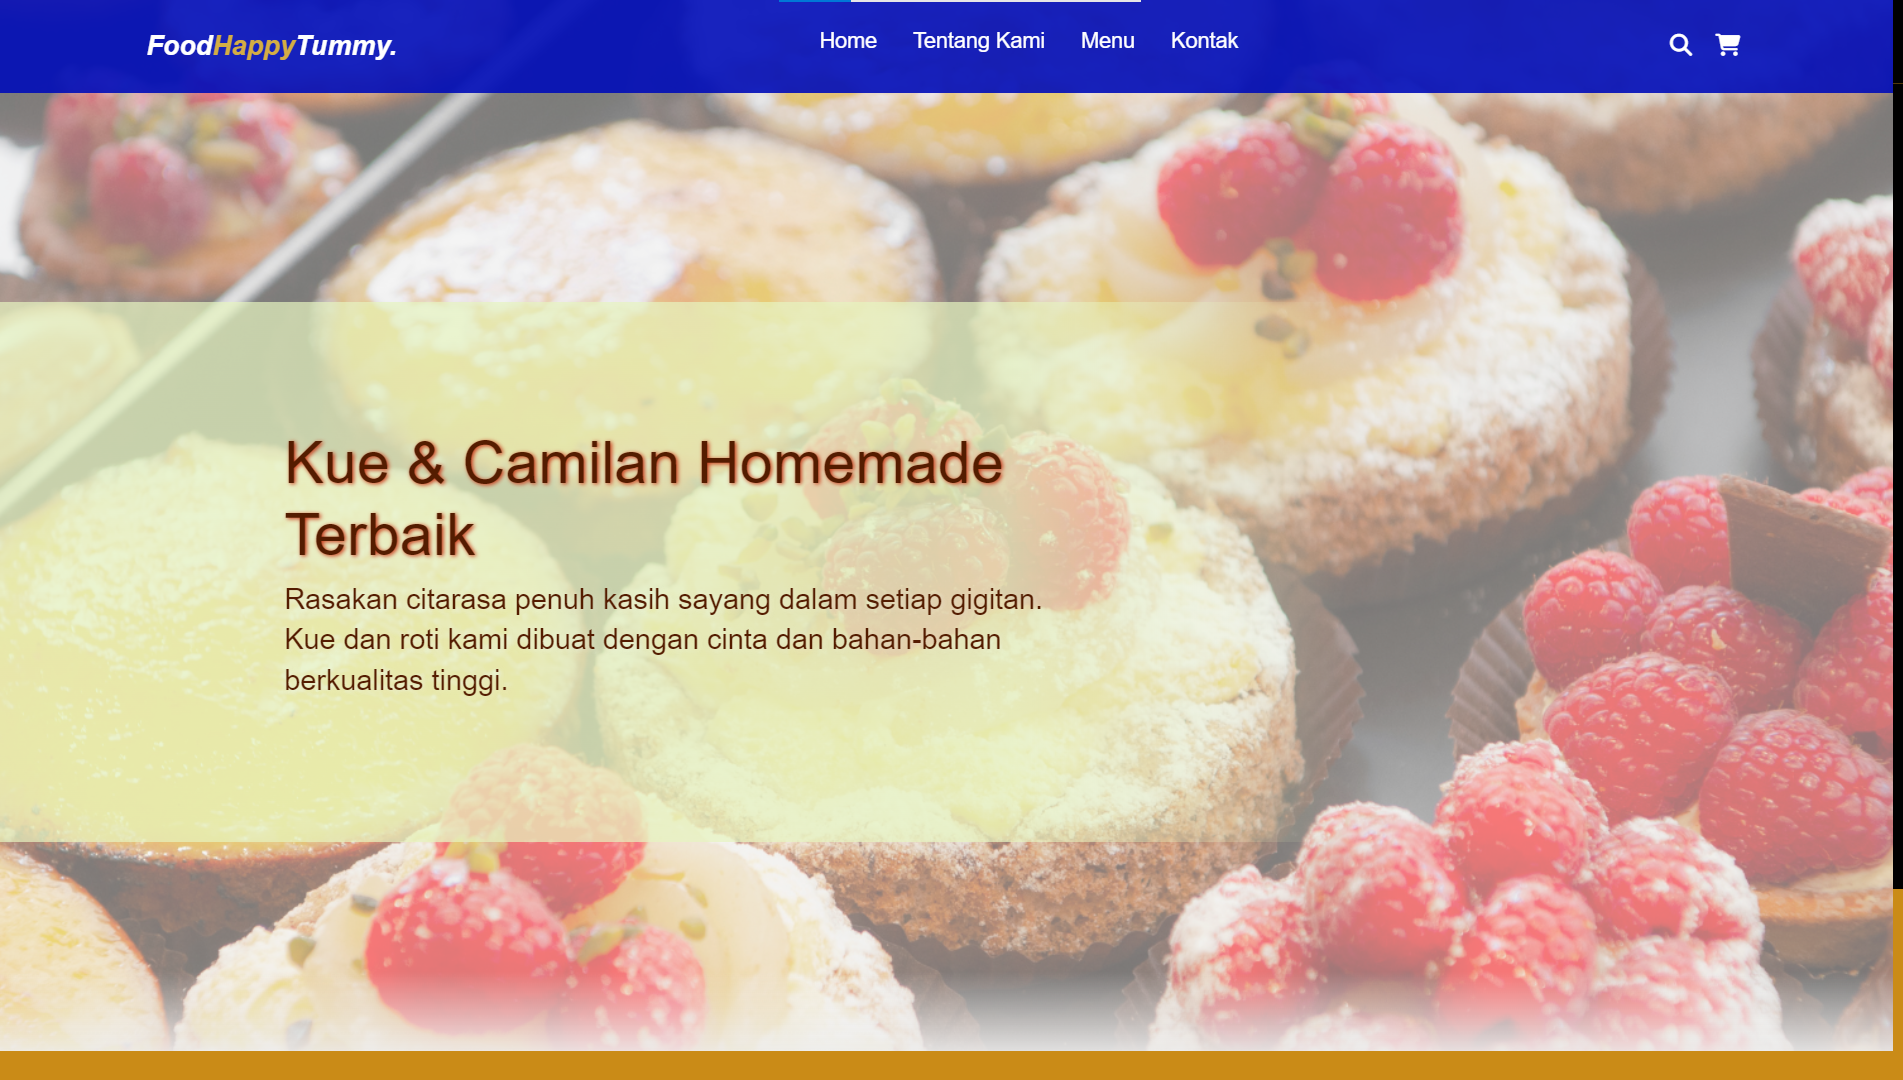 FoodHappyTummy.
Home Tentang Kami Menu Kontak
Kue & Camilan Homemade
Terbaik
Rasakan citarasa penuh kasih sayang dalam setiap gigitan.
Kue dan roti kami dibuat dengan cinta dan bahan-bahan
berkualitas tinggi.